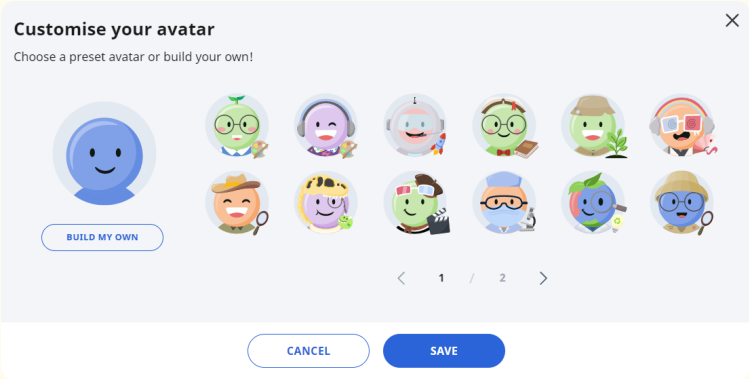 Customise your avatar
Choose a preset avatar or build your own!
BUILD MY OWN
1 / 2
CANCEL
SAVE